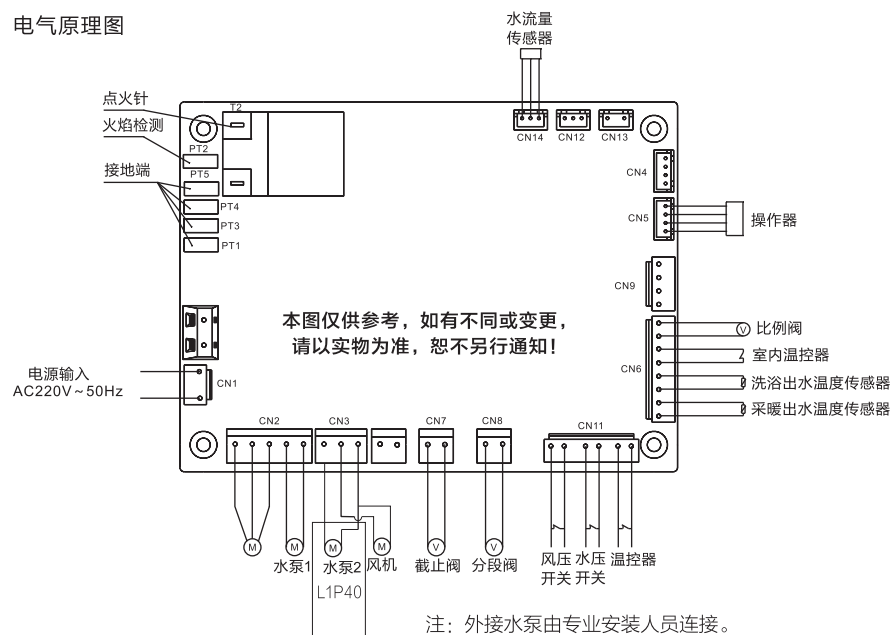 电气原理图
水流量
传感器
点火针
T2
火焰检测
PT2
CN14
CN12
CN13
接地端
PT5
CN4
PT4
CN5
操作器
PT3
PT1
CN9
本图仅供参考，如有不同或变更，
请以实物为准，恕不另行通知！
V
比例阀
室内温控器
电源输入
AC220V～50Hz
CN1
CN6
洗浴出水温度传感器
采暖出水温度传感器
CN2
CN3
CN7
CN8
CN11
M
M
M
M
V
V
水泵1
水泵2
风机
截止阀
分段阀
风压
开关
水压
开关
温控器
L1P40
注：外接水泵由专业安装人员连接。